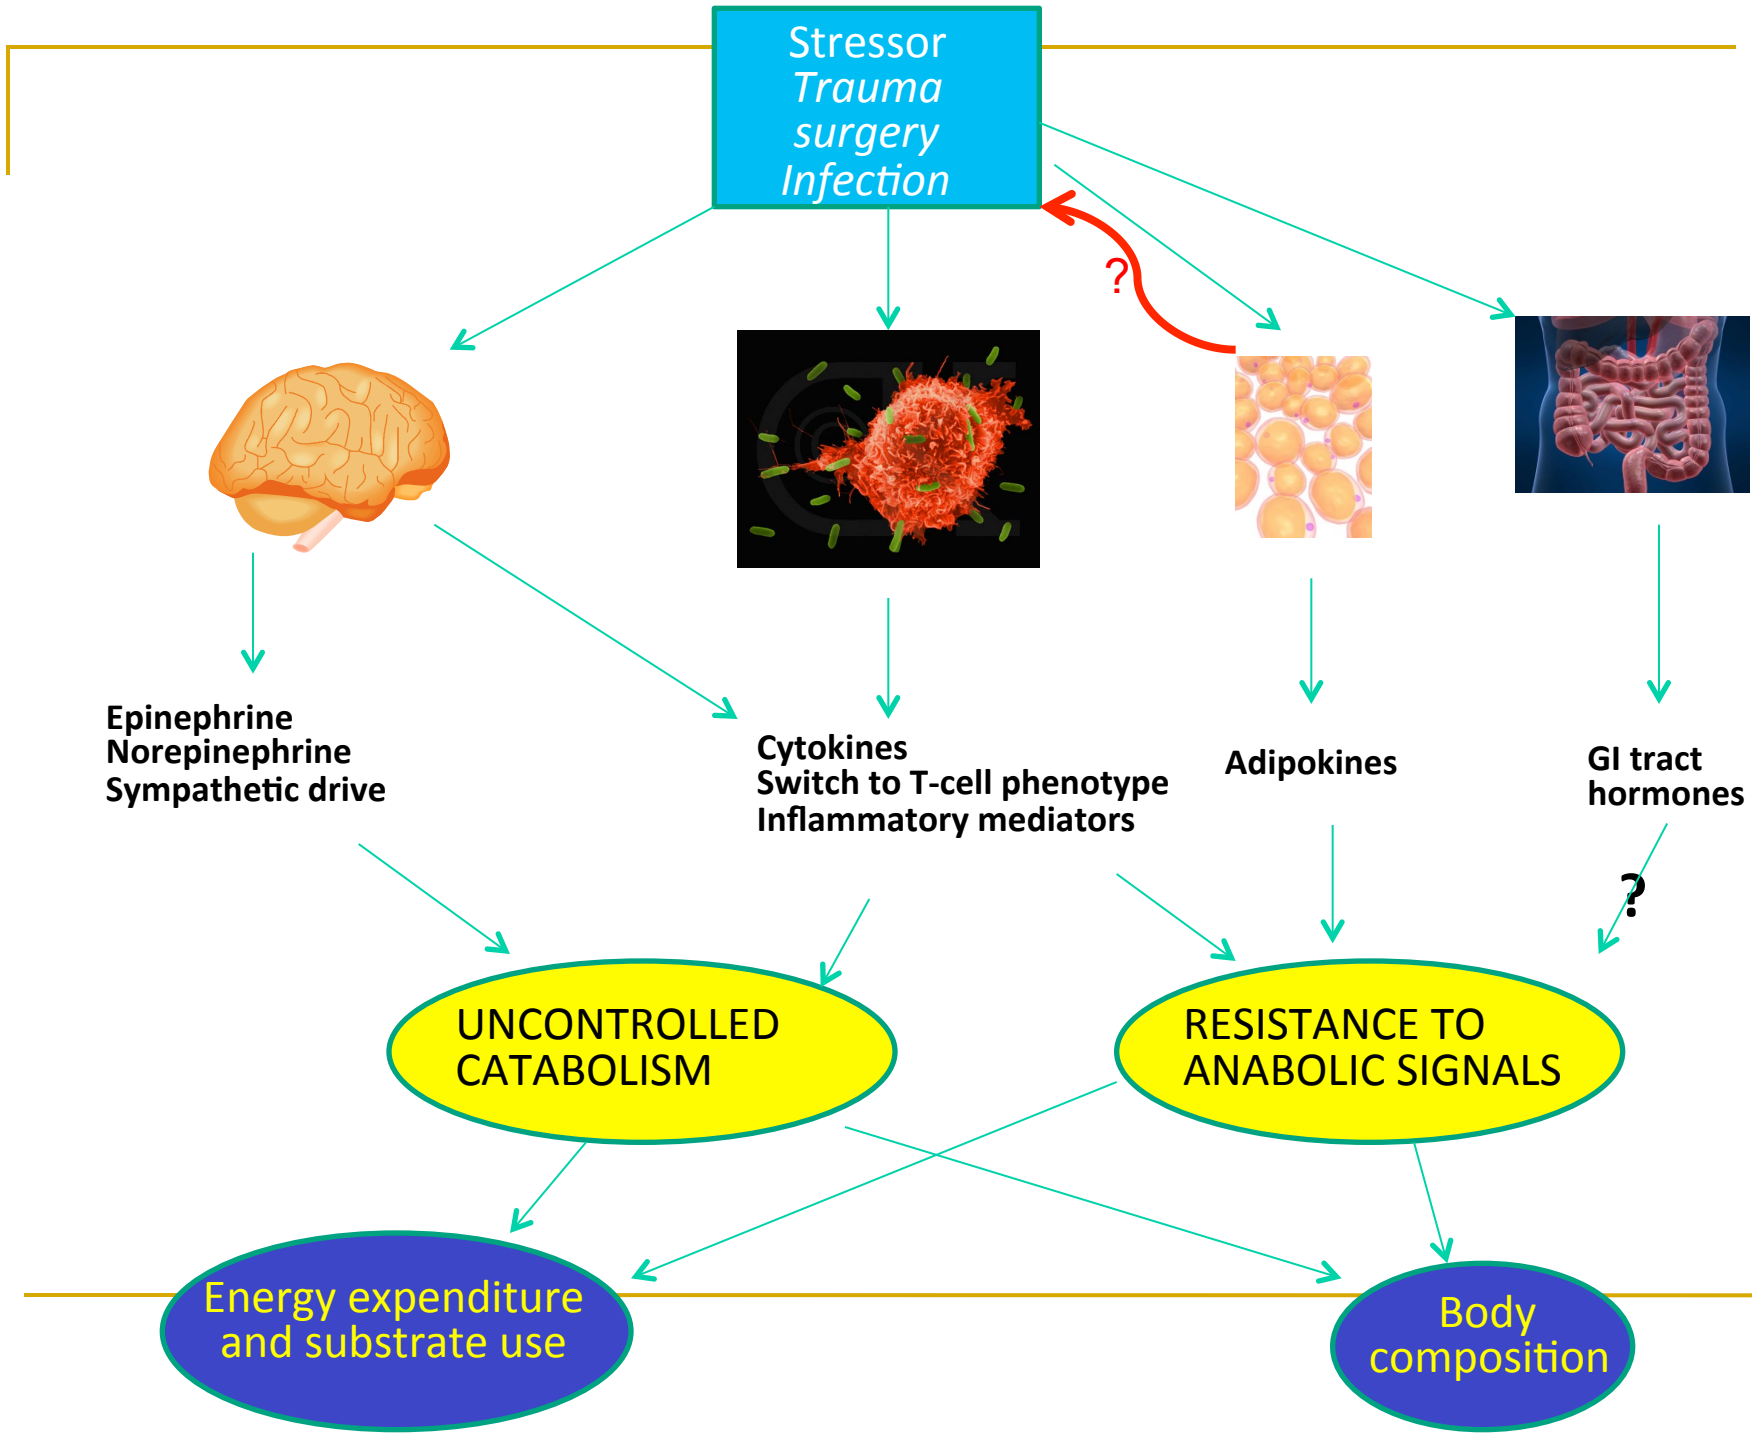 Stressor
Trauma
surgery
Infection
?
Epinephrine
Norepinephrine
Sympathetic drive
Cytokines
Switch to T-cell phenotype
Inflammatory mediators
Adipokines
GI tract
hormones
?
UNCONTROLLED
CATABOLISM
RESISTANCE TO
ANABOLIC SIGNALS
Energy expenditure
and substrate use
Body
composition